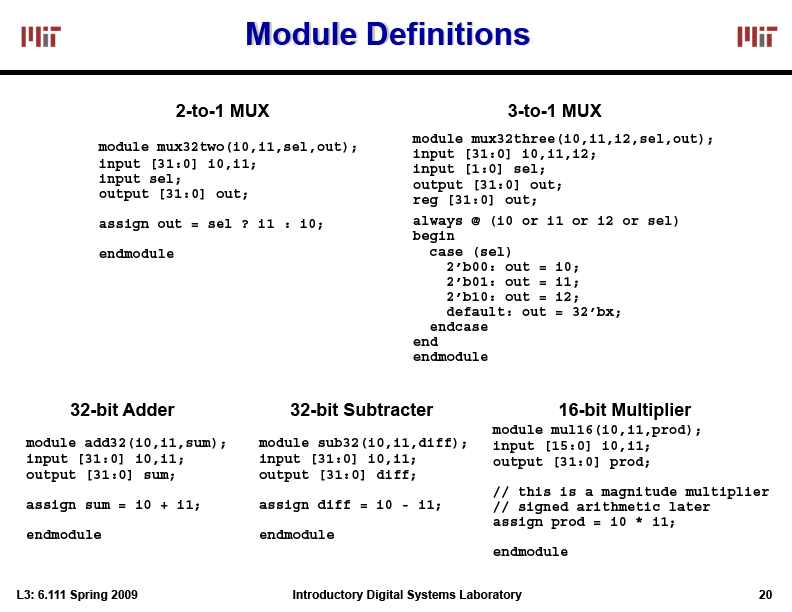 Module Definitions
2-to-1 MUX
module mux32two(i0,i1,sel,out);
input [31:0] i0,i1;
input sel;
output [31:0] out;
assign out = sel ? i1 : i0;
endmodule
3-to-1 MUX
module mux32three(i0,i1,i2,sel,out);
input [31:0] i0,i1,i2;
input [1:0] sel;
output [31:0] out;
reg [31:0] out;
always @ (i0 or i1 or i2 or sel)
begin
case (sel)
2’b00: out = i0;
2’b01: out = i1;
2’b10: out = i2;
default: out = 32’bx;
endcase
end
endmodule
32-bit Adder
module add32(i0,i1,sum);
input [31:0] i0,i1;
output [31:0] sum;
assign sum = i0 + i1;
endmodule
32-bit Subtracter
module sub32(i0,i1,diff);
input [31:0] i0,i1;
output [31:0] diff;
assign diff = i0 - i1;
endmodule
16-bit Multiplier
module mul16(i0,i1,prod);
input [15:0] i0,i1;
output [31:0] prod;
// this is a magnitude multiplier
// signed arithmetic later
assign prod = i0 * i1;
endmodule
L3: 6.111 Spring 2009
Introductory Digital Systems Laboratory
20